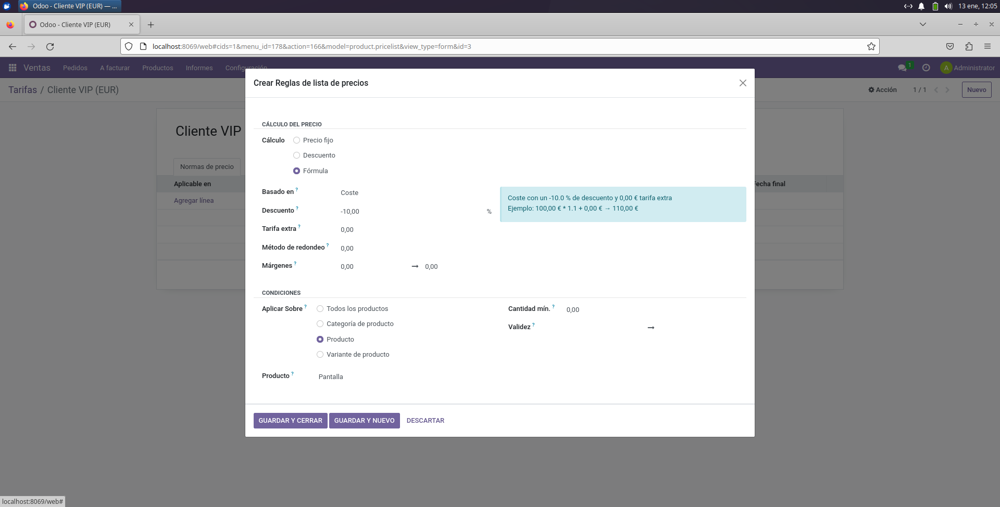 Odoo - Cliente VIP (EUR) — ...
13 ene, 12:05
Odoo - Cliente VIP (EUR)
localhost:8069/web#cids=1&menu_id=178&action=166&model=product.pricelist&view_type=form&id=3
Ventas Pedidos A facturar Productos Informes Configuración
1
A Administrator
Tarifas / Cliente VIP (EUR)
Acción 1 / 1 Nuevo
Cliente VIP
Normas de precio
Aplicable en
Fecha final
Agregar línea
Crear Reglas de lista de precios
CÁLCULO DEL PRECIO
Cálculo Precio fijo
Descuento
Fórmula
Basado en ? Coste
Descuento ? -10,00 %
Tarifa extra ? 0,00
Método de redondeo ? 0,00
Márgenes ? 0,00 → 0,00
Coste con un -10.0 % de descuento y 0,00 € tarifa extra
Ejemplo: 100,00 € * 1.1 + 0,00 € → 110,00 €
CONDICIONES
Aplicar Sobre ? Todos los productos
Categoría de producto
Producto
Variante de producto
Cantidad mín. ? 0,00
Validez ? →
Producto ? Pantalla
GUARDAR Y CERRAR GUARDAR Y NUEVO DESCARTAR
localhost:8069/web#